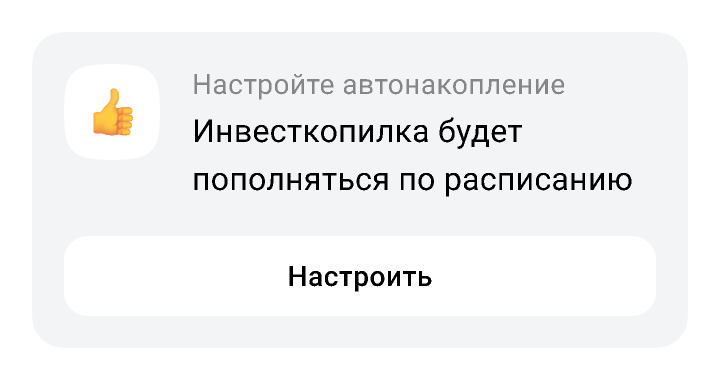 Настройте автонакопление
Инвесткопилка будет
пополняться по расписанию
Настроить